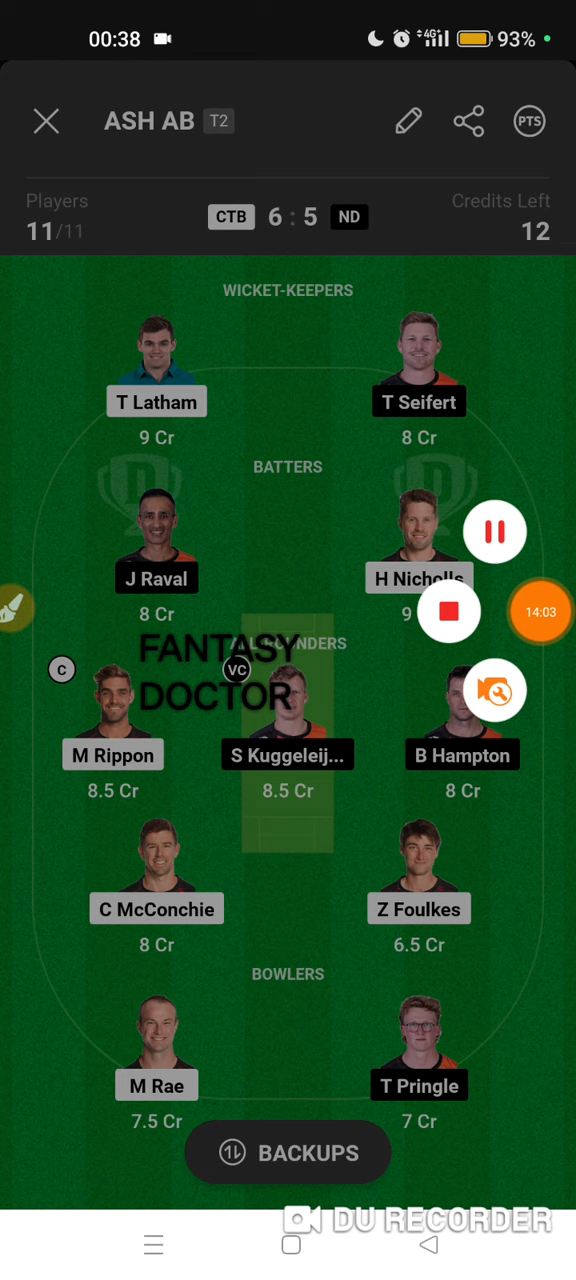 00:38 4G 93%
ASH AB T2 PTS
Players Credits Left
11/11 CTB 6 : 5 ND 12
WICKET-KEEPERS
T Latham T Seifert
9 Cr 8 Cr
BATTERS
J Raval H Nicholls
8 Cr 9
14:03
FANTASY
DOCTOR
C VC
M Rippon S Kuggeleij... B Hampton
8.5 Cr 8.5 Cr 8 Cr
C McConchie Z Foulkes
8 Cr 6.5 Cr
BOWLERS
M Rae T Pringle
7.5 Cr 7 Cr
BACKUPS
DU RECORDER